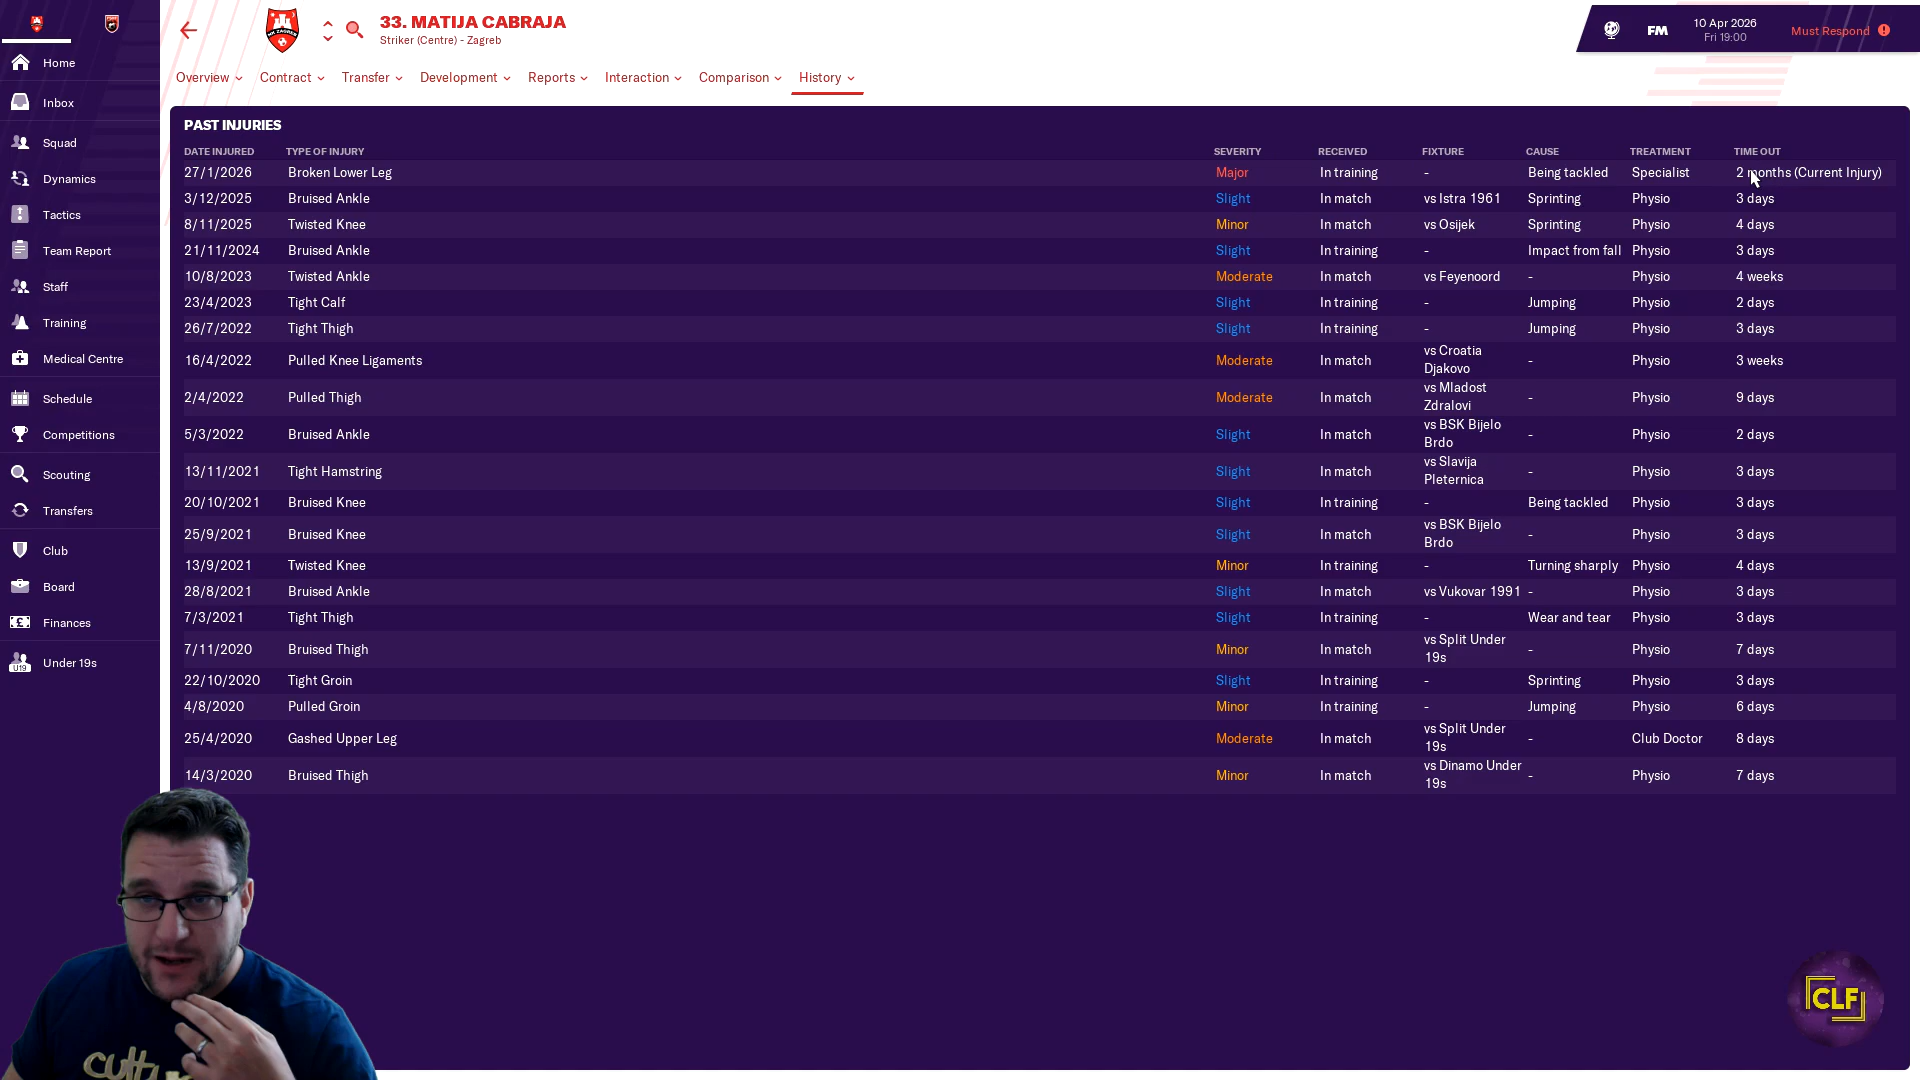 33. MATIJA CABRAJA
Striker (Centre) - Zagreb
FM
10 Apr 2026
Fri 19:00
Must Respond
Overview
Contract
Transfer
Development
Reports
Interaction
Comparison
History
Home
Inbox
Squad
Dynamics
Tactics
Team Report
Staff
Training
Medical Centre
Schedule
Competitions
Scouting
Transfers
Club
Board
Finances
U19
Under 19s
PAST INJURIES
DATE INJURED TYPE OF INJURY SEVERITY RECEIVED FIXTURE CAUSE TREATMENT TIME OUT
27/1/2026 Broken Lower Leg Major In training - Being tackled Specialist 2 months (Current Injury)
3/12/2025 Bruised Ankle Slight In match vs Istra 1961 Sprinting Physio 3 days
8/11/2025 Twisted Knee Minor In match vs Osijek Sprinting Physio 4 days
21/11/2024 Bruised Ankle Slight In training - Impact from fall Physio 3 days
10/8/2023 Twisted Ankle Moderate In match vs Feyenoord - Physio 4 weeks
23/4/2023 Tight Calf Slight In training - Jumping Physio 2 days
26/7/2022 Tight Thigh Slight In training - Jumping Physio 3 days
16/4/2022 Pulled Knee Ligaments Moderate In match vs Croatia Djakovo - Physio 3 weeks
2/4/2022 Pulled Thigh Moderate In match vs Mladost Zdralovi - Physio 9 days
5/3/2022 Bruised Ankle Slight In match vs BSK Bijelo Brdo - Physio 2 days
13/11/2021 Tight Hamstring Slight In match vs Slavija Pleternica - Physio 3 days
20/10/2021 Bruised Knee Slight In training - Being tackled Physio 3 days
25/9/2021 Bruised Knee Slight In match vs BSK Bijelo Brdo - Physio 3 days
13/9/2021 Twisted Knee Minor In training - Turning sharply Physio 4 days
28/8/2021 Bruised Ankle Slight In match vs Vukovar 1991 - Physio 3 days
7/3/2021 Tight Thigh Slight In training - Wear and tear Physio 3 days
7/11/2020 Bruised Thigh Minor In match vs Split Under 19s - Physio 7 days
22/10/2020 Tight Groin Slight In training - Sprinting Physio 3 days
4/8/2020 Pulled Groin Minor In training - Jumping Physio 6 days
25/4/2020 Gashed Upper Leg Moderate In match vs Split Under 19s - Club Doctor 8 days
14/3/2020 Bruised Thigh Minor In match vs Dinamo Under 19s - Physio 7 days
CLF